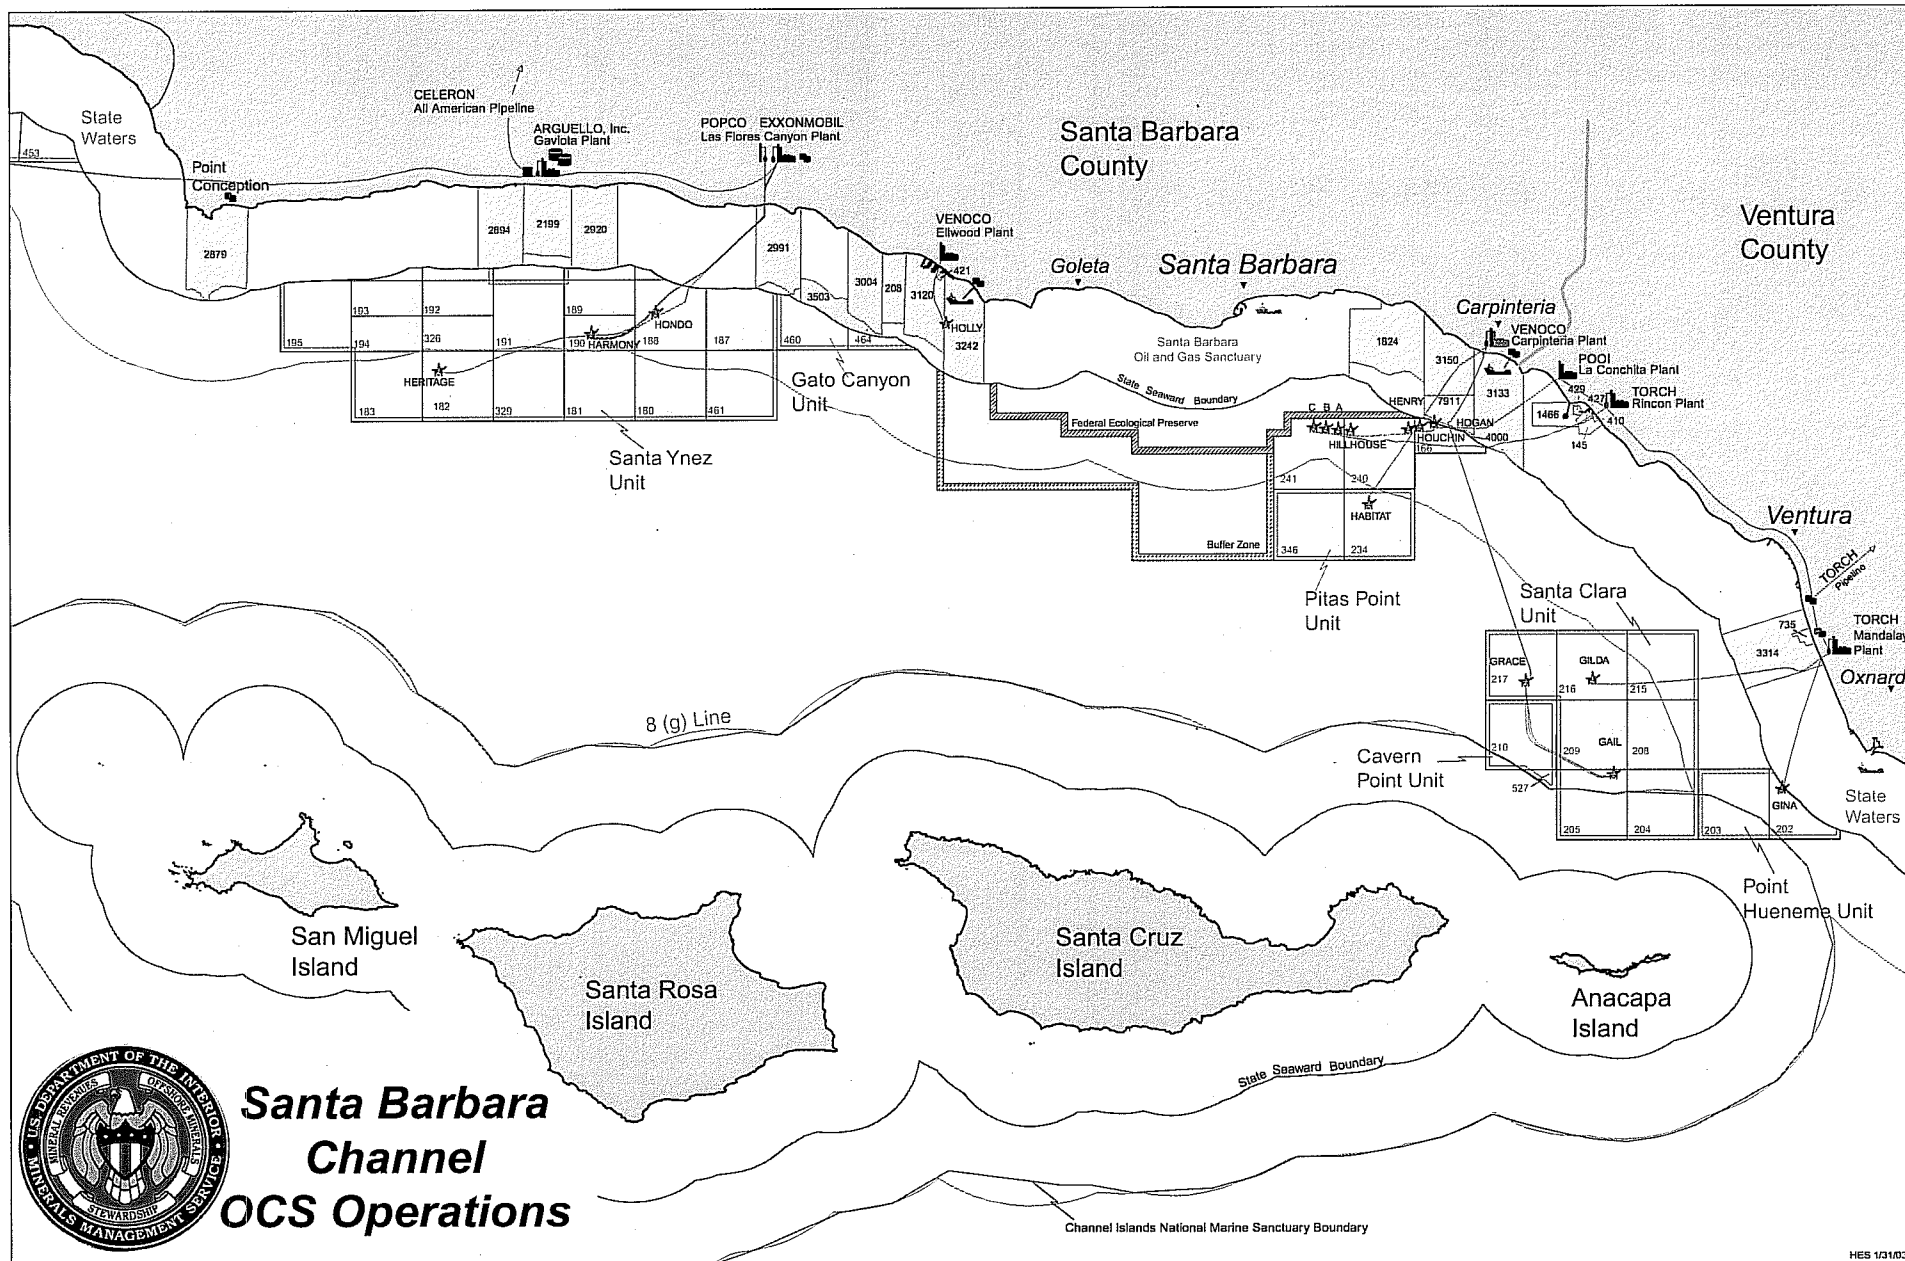 CELERON
All American Pipeline
ARGUELLO, Inc.
Gaviota Plant
POPCO EXXONMOBIL
Las Flores Canyon Plant
Santa Barbara
County
Ventura
County
State
Waters
453
Point
Conception
2879
2894
2199
2920
2991
3503
3004
208
3120
421
VENOCO
Ellwood Plant
HOLLY
3242
Goleta
Santa Barbara
Carpinteria
VENOCO
Carpinteria Plant
POOI
La Conchita Plant
TORCH
Rincon Plant
Santa Barbara
Oil and Gas Sanctuary
1824
3150
3133
7911
429
427
1466
410
145
4000
166
State Seaward Boundary
Federal Ecological Preserve
Buffer Zone
HENRY
HOGAN
HOUCHIN
C B A
HILLHOUSE
241
240
HABITAT
346
234
Pitas Point
Unit
195
193
192
189
194
326
191
190
188
187
HONDO
HARMONY
HERITAGE
183
182
329
181
180
461
460
464
Gato Canyon
Unit
Santa Ynez
Unit
Ventura
TORCH
Pipeline
TORCH
Mandalay
Plant
735
3314
Oxnard
Santa Clara
Unit
GRACE
217
GILDA
216
215
210
209
GAIL
208
527
205
204
203
202
GINA
Cavern
Point Unit
State
Waters
Point
Hueneme Unit
8 (g) Line
San Miguel
Island
Santa Rosa
Island
Santa Cruz
Island
Anacapa
Island
State Seaward Boundary
Channel Islands National Marine Sanctuary Boundary
U.S. DEPARTMENT OF THE INTERIOR
MINERALS MANAGEMENT SERVICE
MINERAL REVENUES
OFFSHORE MINERALS
STEWARDSHIP
Santa Barbara
Channel
OCS Operations
HES 1/31/03